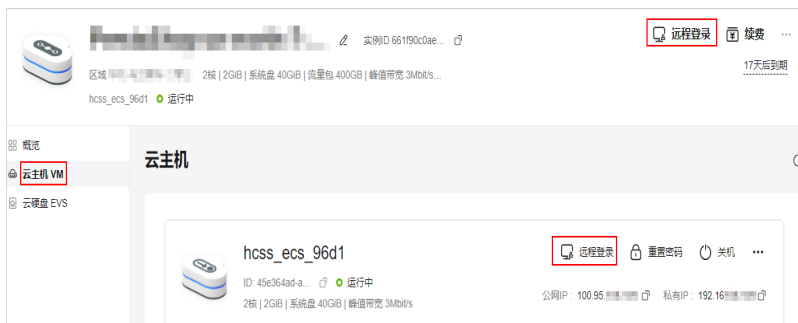 实例ID 661f90c0ae... 远程登录 续费 ...
区域 2核 | 2GiB | 系统盘 40GiB | 流量包 400GB | 峰值带宽 3Mbit/s... 17天后到期
hcss_ecs_96d1 运行中
概览
云主机 VM
云硬盘 EVS
云主机
hcss_ecs_96d1 远程登录 重置密码 关机 ...
ID: 45e364ad-a... 运行中
2核 | 2GiB | 系统盘 40GiB | 峰值带宽 3Mbit/s 公网IP: 100.95. 私有IP: 192.16